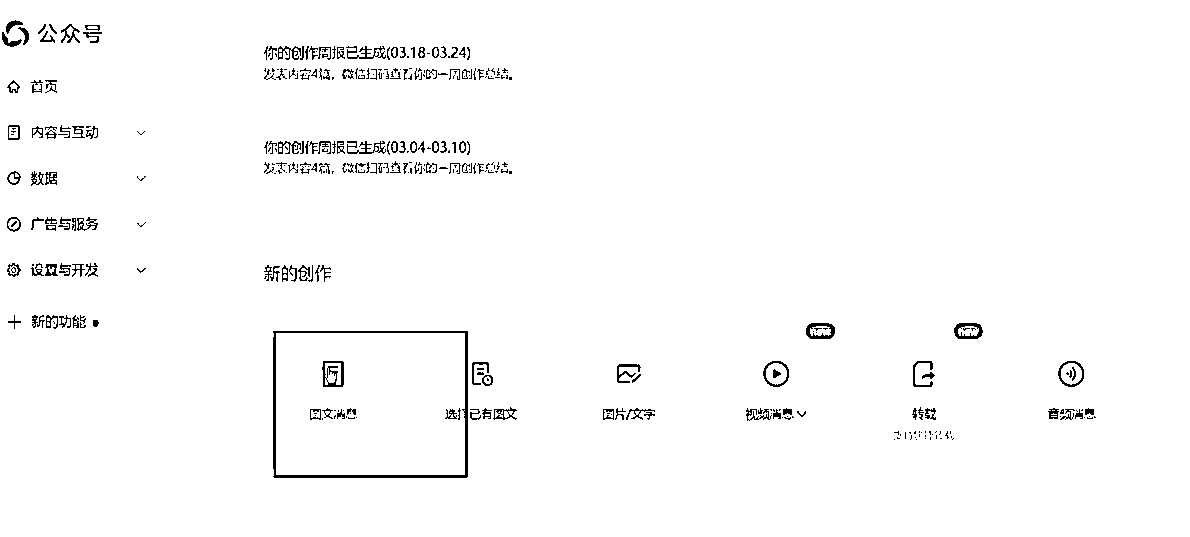 公众号
首页
内容与互动
数据
广告与服务
设置与开发
新的功能
你的创作周报已生成(03.18-03.24)
发表内容4篇，微信扫码查看你的一周创作总结。
你的创作周报已生成(03.04-03.10)
发表内容4篇，微信扫码查看你的一周创作总结。
新的创作
图文消息
选择已有图文
图片/文字
视频消息
转载
音频消息